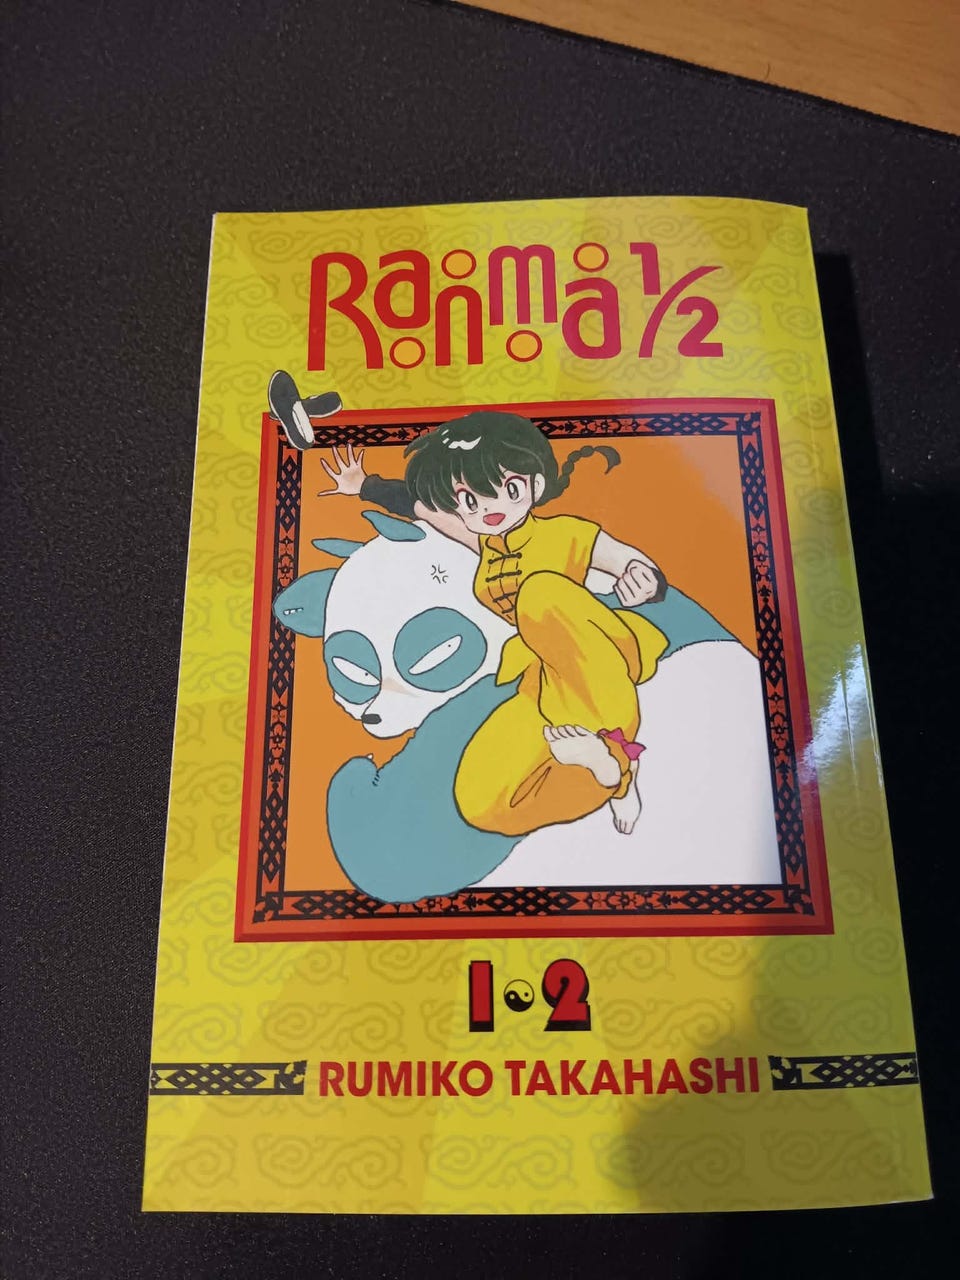 Ranma 1/2
1・2
RUMIKO TAKAHASHI